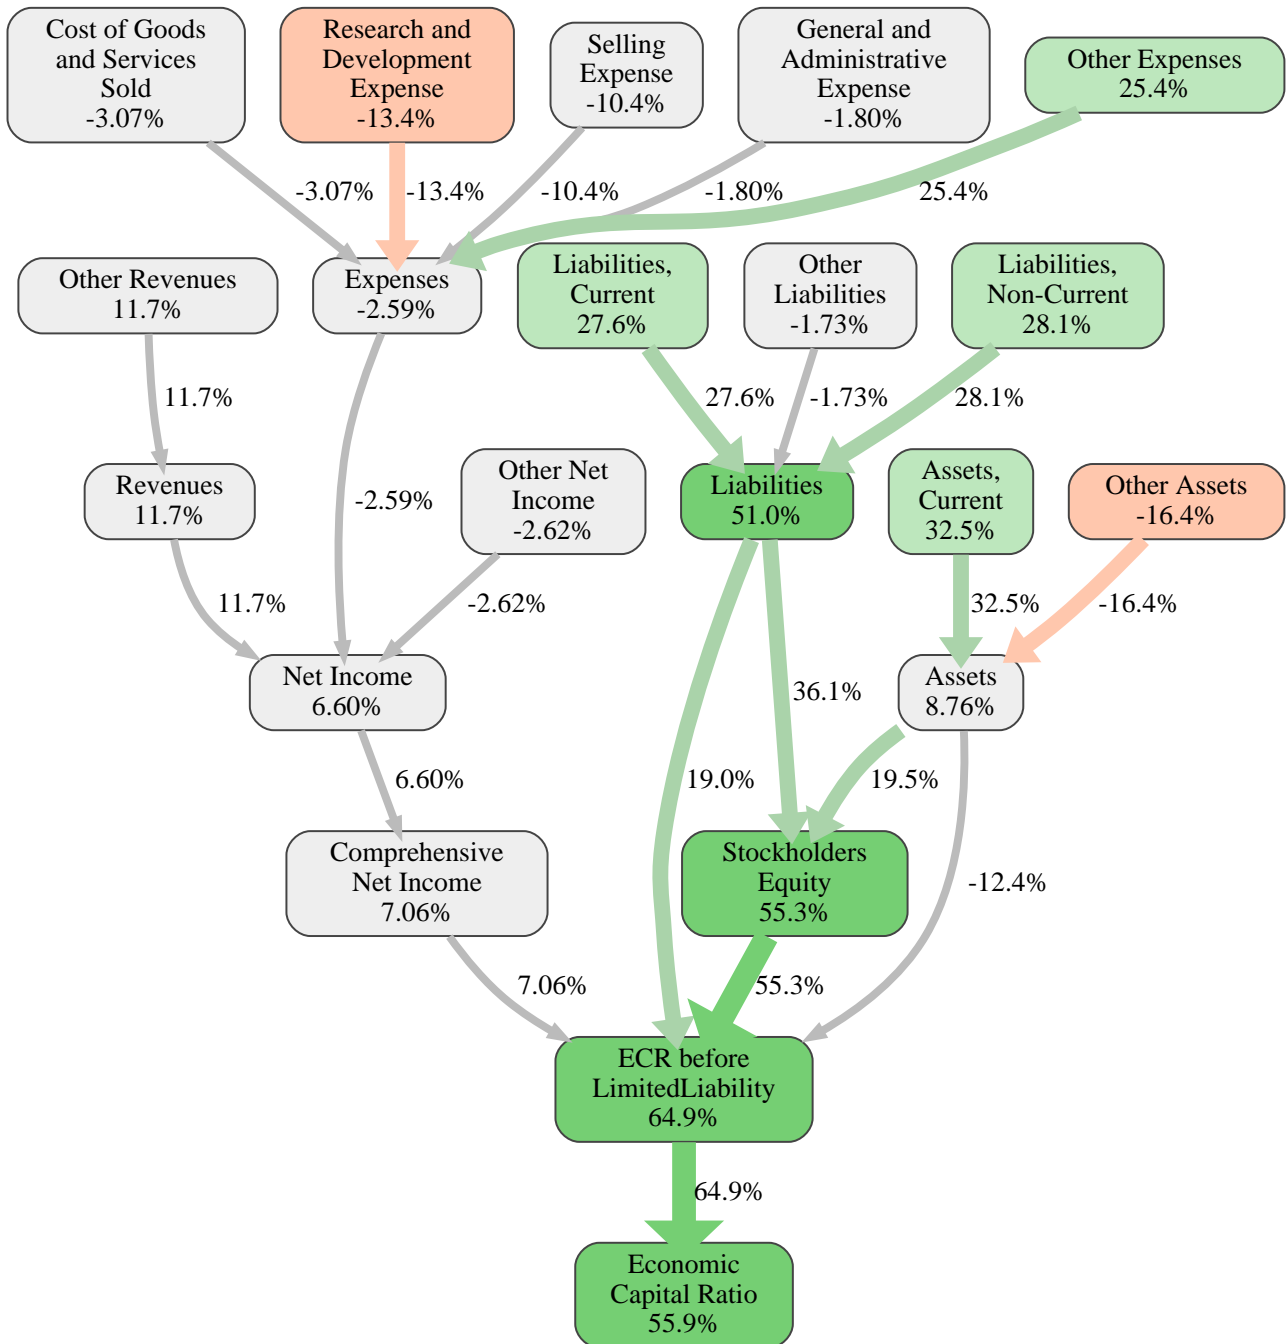 Cost of Goods
and Services
Sold
-3.07%
Research and
Development
Expense
-13.4%
Selling
Expense
-10.4%
General and
Administrative
Expense
-1.80%
Other Expenses
25.4%
-3.07%
-13.4%
-10.4%
-1.80%
25.4%
Other Revenues
11.7%
Expenses
-2.59%
Liabilities,
Current
27.6%
Other
Liabilities
-1.73%
Liabilities,
Non-Current
28.1%
11.7%
27.6%
-1.73%
28.1%
Revenues
11.7%
-2.59%
Other Net
Income
-2.62%
Liabilities
51.0%
Assets,
Current
32.5%
Other Assets
-16.4%
11.7%
-2.62%
32.5%
-16.4%
Net Income
6.60%
36.1%
Assets
8.76%
6.60%
19.0%
19.5%
Comprehensive
Net Income
7.06%
Stockholders
Equity
55.3%
-12.4%
7.06%
55.3%
ECR before
LimitedLiability
64.9%
64.9%
Economic
Capital Ratio
55.9%